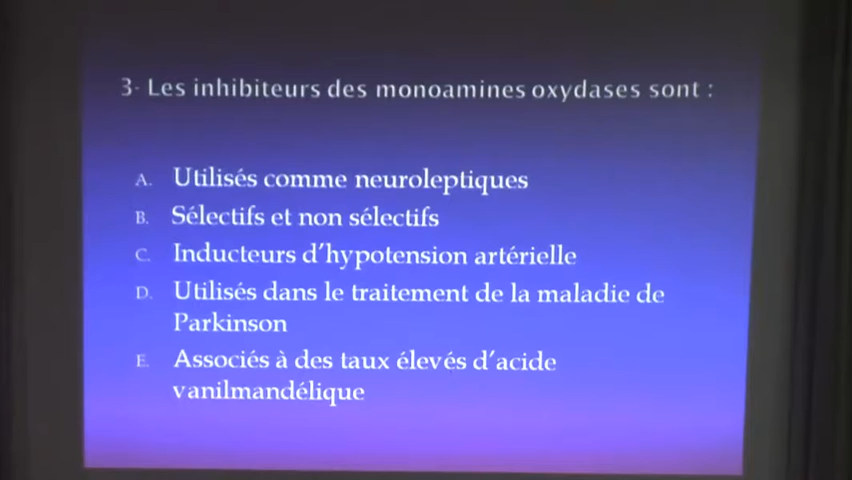 3- Les inhibiteurs des monoamines oxydases sont :
A. Utilisés comme neuroleptiques
B. Sélectifs et non sélectifs
C. Inducteurs d'hypotension artérielle
D. Utilisés dans le traitement de la maladie de
Parkinson
E. Associés à des taux élevés d'acide
vanilmandélique